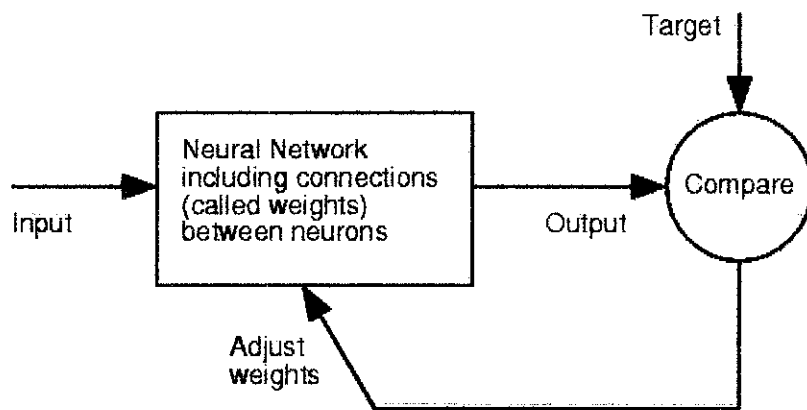 Target
Neural Network
including connections
(called weights)
between neurons
Compare
Input
Output
Adjust
weights